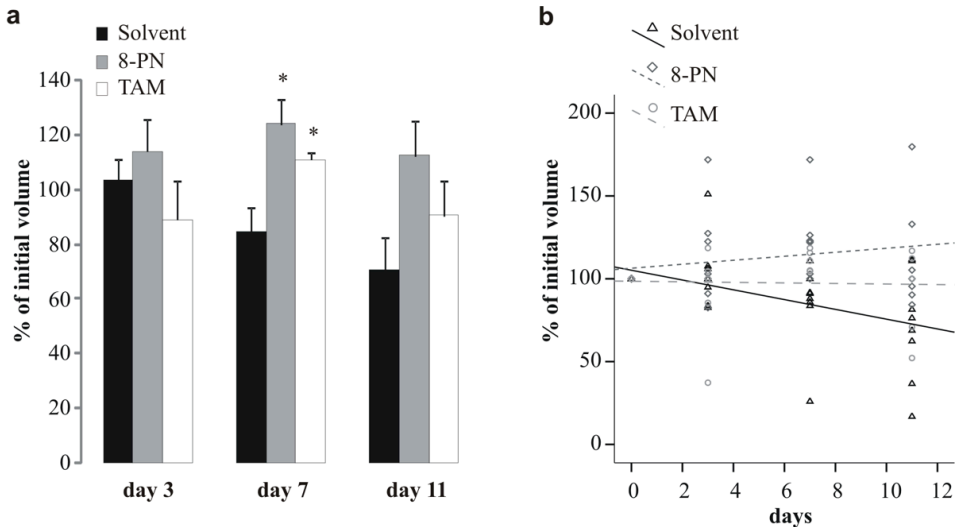 a
Solvent
8-PN
TAM
% of initial volume
140
120
100
80
60
40
20
0
*
*
day 3
day 7
day 11
b
Solvent
8-PN
TAM
% of initial volume
200
150
100
50
0
0 2 4 6 8 10 12
days